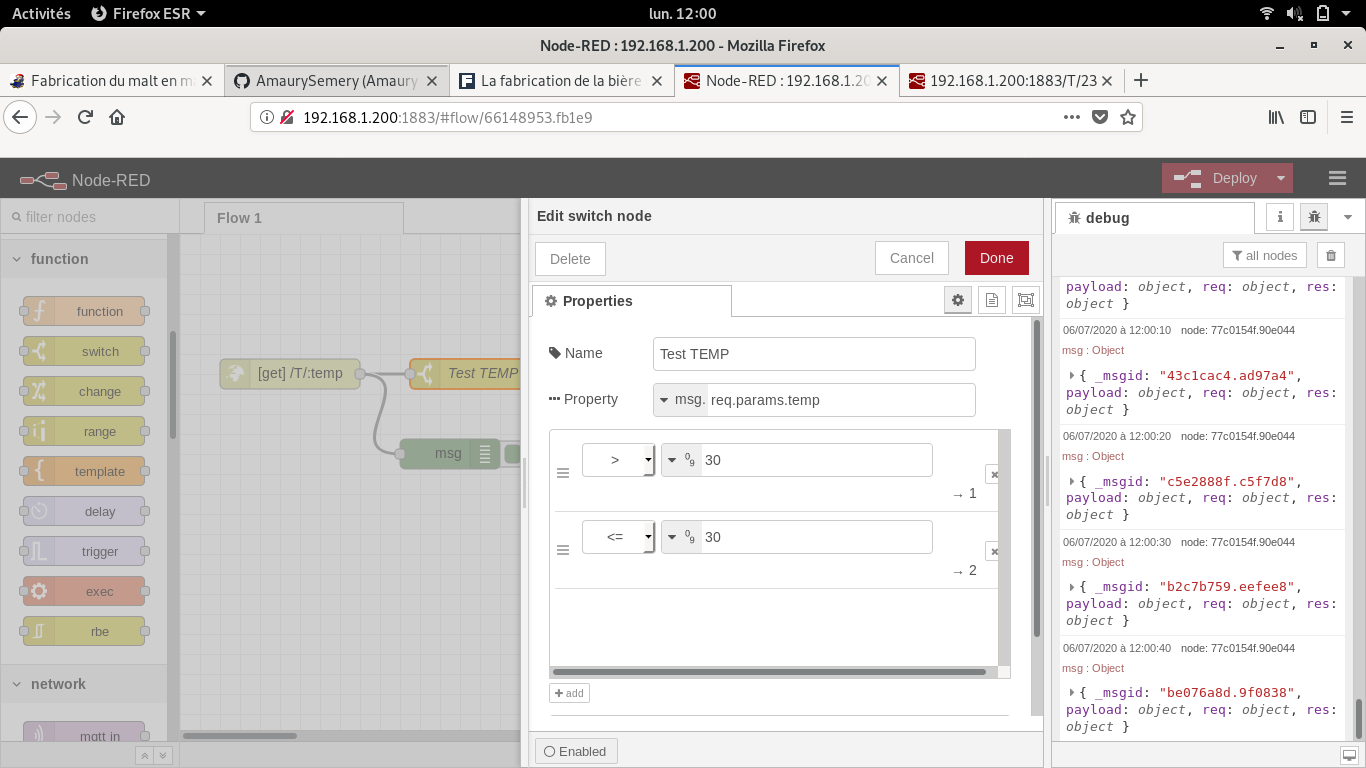 Activités Firefox ESR lun. 12:00
Node-RED : 192.168.1.200 - Mozilla Firefox
Fabrication du malt en ma AmaurySemery (Amaury La fabrication de la bière Node-RED : 192.168.1.20 192.168.1.200:1883/T/23
192.168.1.200:1883/#flow/66148953.fb1e9
Node-RED Deploy
filter nodes
Flow 1
function
function
switch
change
range
template
delay
trigger
exec
rbe
network
mqtt in
[get] /T/:temp
Test TEMP
msg
Edit switch node
Delete Cancel Done
Properties
Name Test TEMP
Property msg. req.params.temp
> 09 30
→ 1
<= 09 30
→ 2
add
Enabled
debug i
all nodes
payload: object, req: object, res:
object }
06/07/2020 à 12:00:10 node: 77c0154f.90e044
msg : Object
{ _msgid: "43c1cac4.ad97a4",
payload: object, req: object, res:
object }
06/07/2020 à 12:00:20 node: 77c0154f.90e044
msg : Object
{ _msgid: "c5e2888f.c5f7d8",
payload: object, req: object, res:
object }
06/07/2020 à 12:00:30 node: 77c0154f.90e044
msg : Object
{ _msgid: "b2c7b759.eefee8",
payload: object, req: object, res:
object }
06/07/2020 à 12:00:40 node: 77c0154f.90e044
msg : Object
{ _msgid: "be076a8d.9f0838",
payload: object, req: object, res:
object }